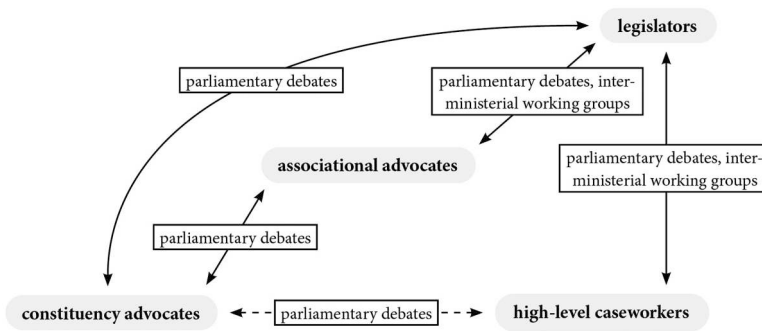 legislators
parliamentary debates
parliamentary debates, inter-
ministerial working groups
associational advocates
parliamentary debates, inter-
ministerial working groups
parliamentary debates
constituency advocates
parliamentary debates
high-level caseworkers